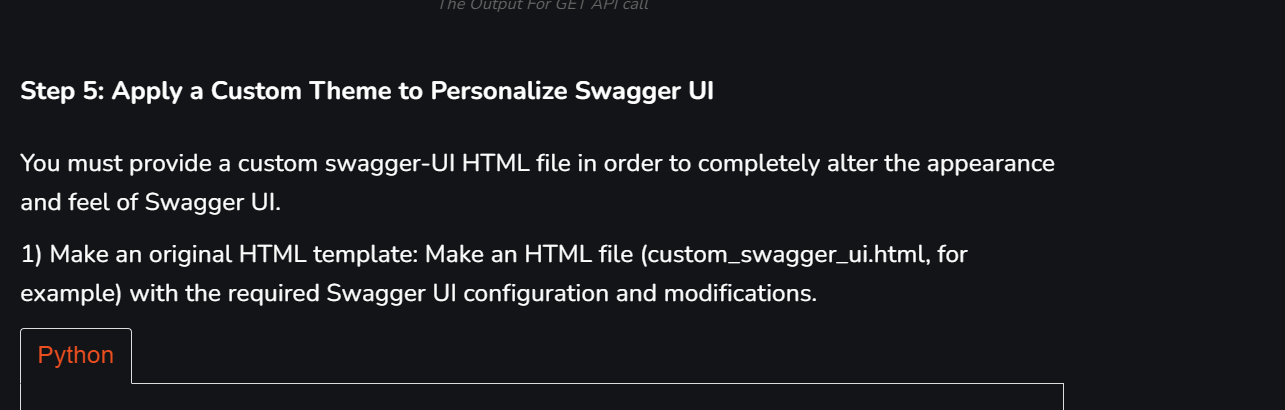 The Output For GET API call
Step 5: Apply a Custom Theme to Personalize Swagger UI
You must provide a custom swagger-UI HTML file in order to completely alter the appearance
and feel of Swagger UI.
1) Make an original HTML template: Make an HTML file (custom_swagger_ui.html, for
example) with the required Swagger UI configuration and modifications.
Python